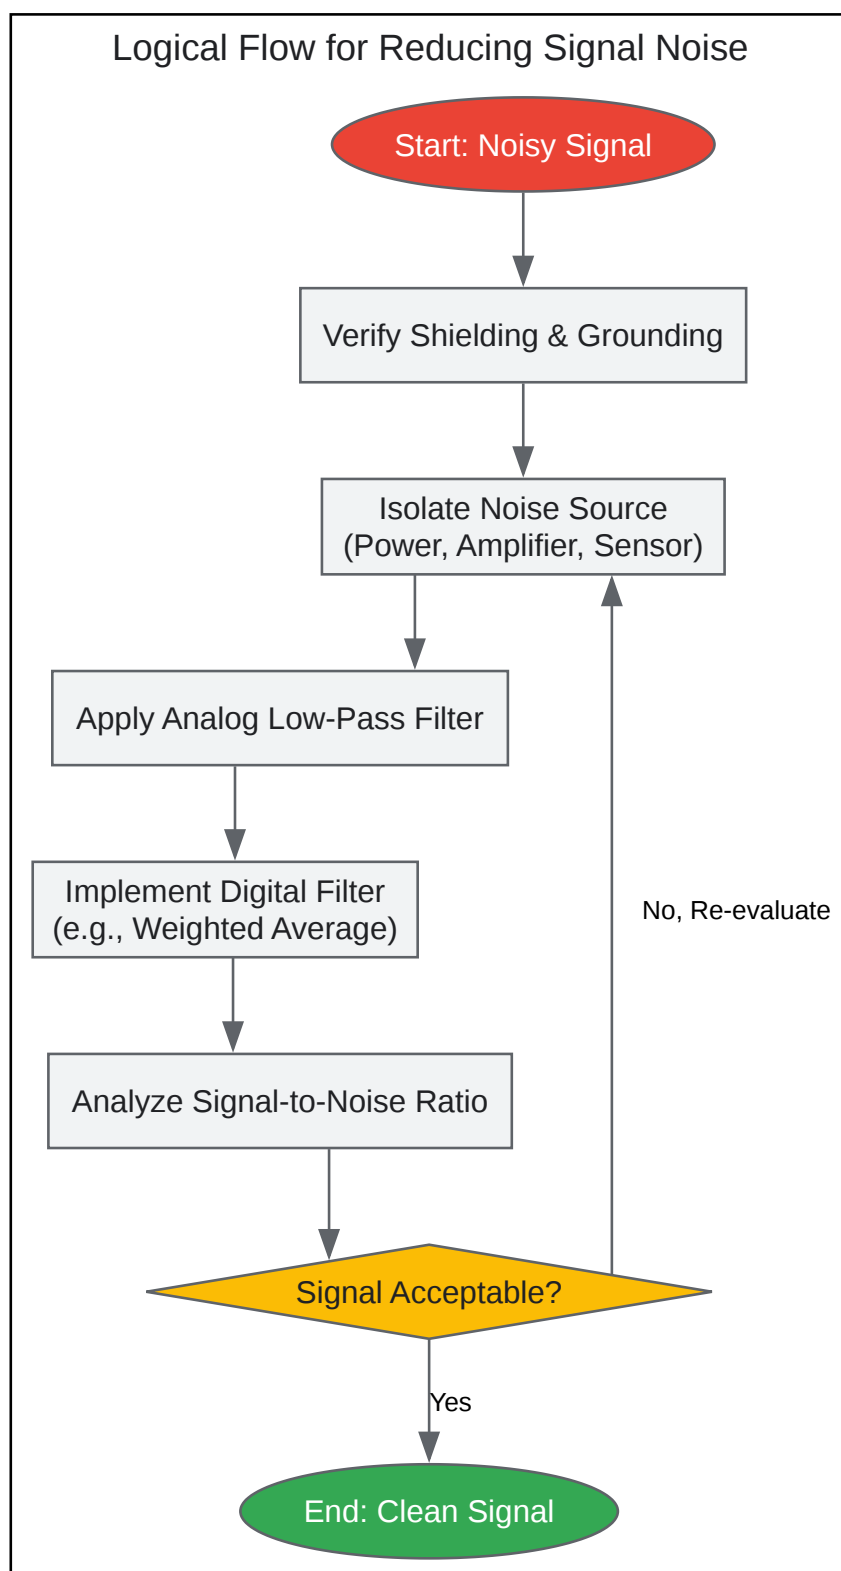 Logical Flow for Reducing Signal Noise
Start: Noisy Signal
Verify Shielding & Grounding
Isolate Noise Source
(Power, Amplifier, Sensor)
Apply Analog Low-Pass Filter
Implement Digital Filter
(e.g., Weighted Average)
No, Re-evaluate
Analyze Signal-to-Noise Ratio
Signal Acceptable?
Yes
End: Clean Signal